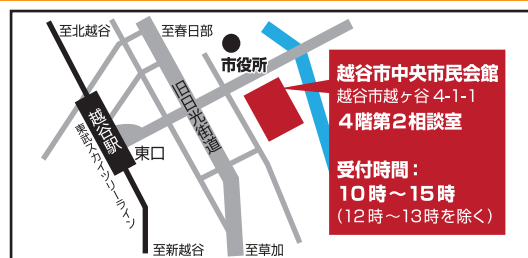 至北越谷
至春日部
市役所
越谷駅
東武スカイツリーライン
東口
旧日光街道
至新越谷
至草加
越谷市中央市民会館
越谷市越ヶ谷 4-1-1
4階第2相談室
受付時間：
10時～15時
(12時～13時を除く)